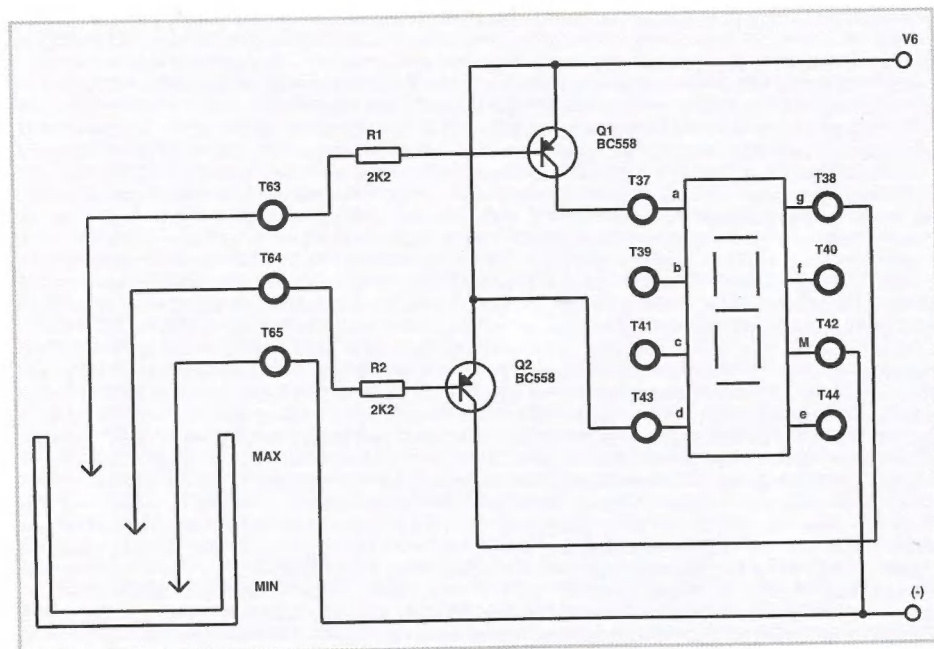 V6
R1
2K2
Q1
BC558
T63
T37
a
g
T38
T64
T39
b
f
T40
T65
T41
c
M
T42
R2
2K2
Q2
BC558
T43
d
e
T44
MAX
MIN
(-)